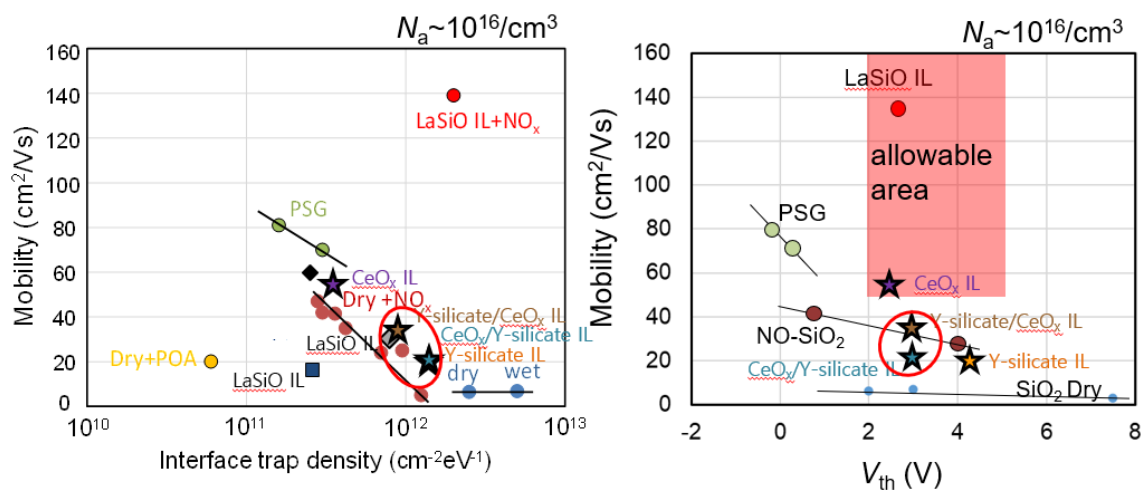 Nₐ~10¹⁶/cm³
160
140
120
100
80
60
40
20
0
Mobility (cm²/Vs)
LaSiO IL+NOₓ
PSG
CeOₓ IL
Dry +NOₓ
Y-silicate/CeOₓ IL
CeOₓ/Y-silicate IL
LaSiO IL
Y-silicate IL
Dry+POA
LaSiO IL
dry
wet
10¹⁰
10¹¹
10¹²
10¹³
Interface trap density (cm⁻²eV⁻¹)
Nₐ~10¹⁶/cm³
160
140
120
100
80
60
40
20
0
Mobility (cm²/Vs)
LaSiO IL
allowable
area
PSG
CeOₓ IL
Y-silicate/CeOₓ IL
NO-SiO₂
CeOₓ/Y-silicate IL
Y-silicate IL
SiO₂ Dry
-2
0
2
4
6
8
Vth (V)